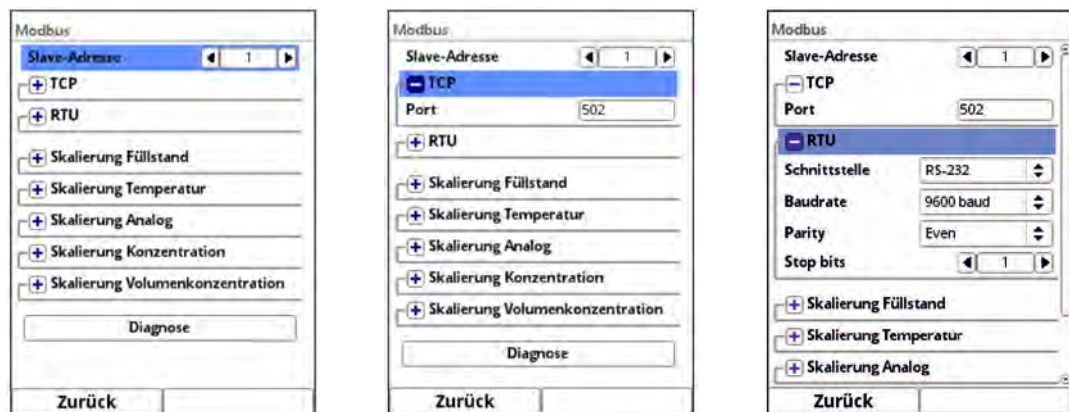 Modbus
Slave-Adresse 1
TCP
RTU
Skalierung Füllstand
Skalierung Temperatur
Skalierung Analog
Skalierung Konzentration
Skalierung Volumenkonzentration
Diagnose
Zurück
Modbus
Slave-Adresse 1
TCP
Port 502
RTU
Skalierung Füllstand
Skalierung Temperatur
Skalierung Analog
Skalierung Konzentration
Skalierung Volumenkonzentration
Diagnose
Zurück
Modbus
Slave-Adresse 1
TCP
Port 502
RTU
Schnittstelle RS-232
Baudrate 9600 baud
Parity Even
Stop bits 1
Skalierung Füllstand
Skalierung Temperatur
Skalierung Analog
Zurück